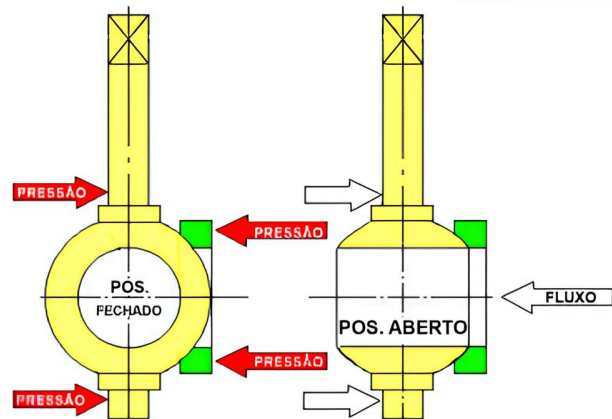 PRESSÃO
PRESSÃO
POS.
FECHADO
POS. ABERTO
FLUXO
PRESSÃO
PRESSÃO